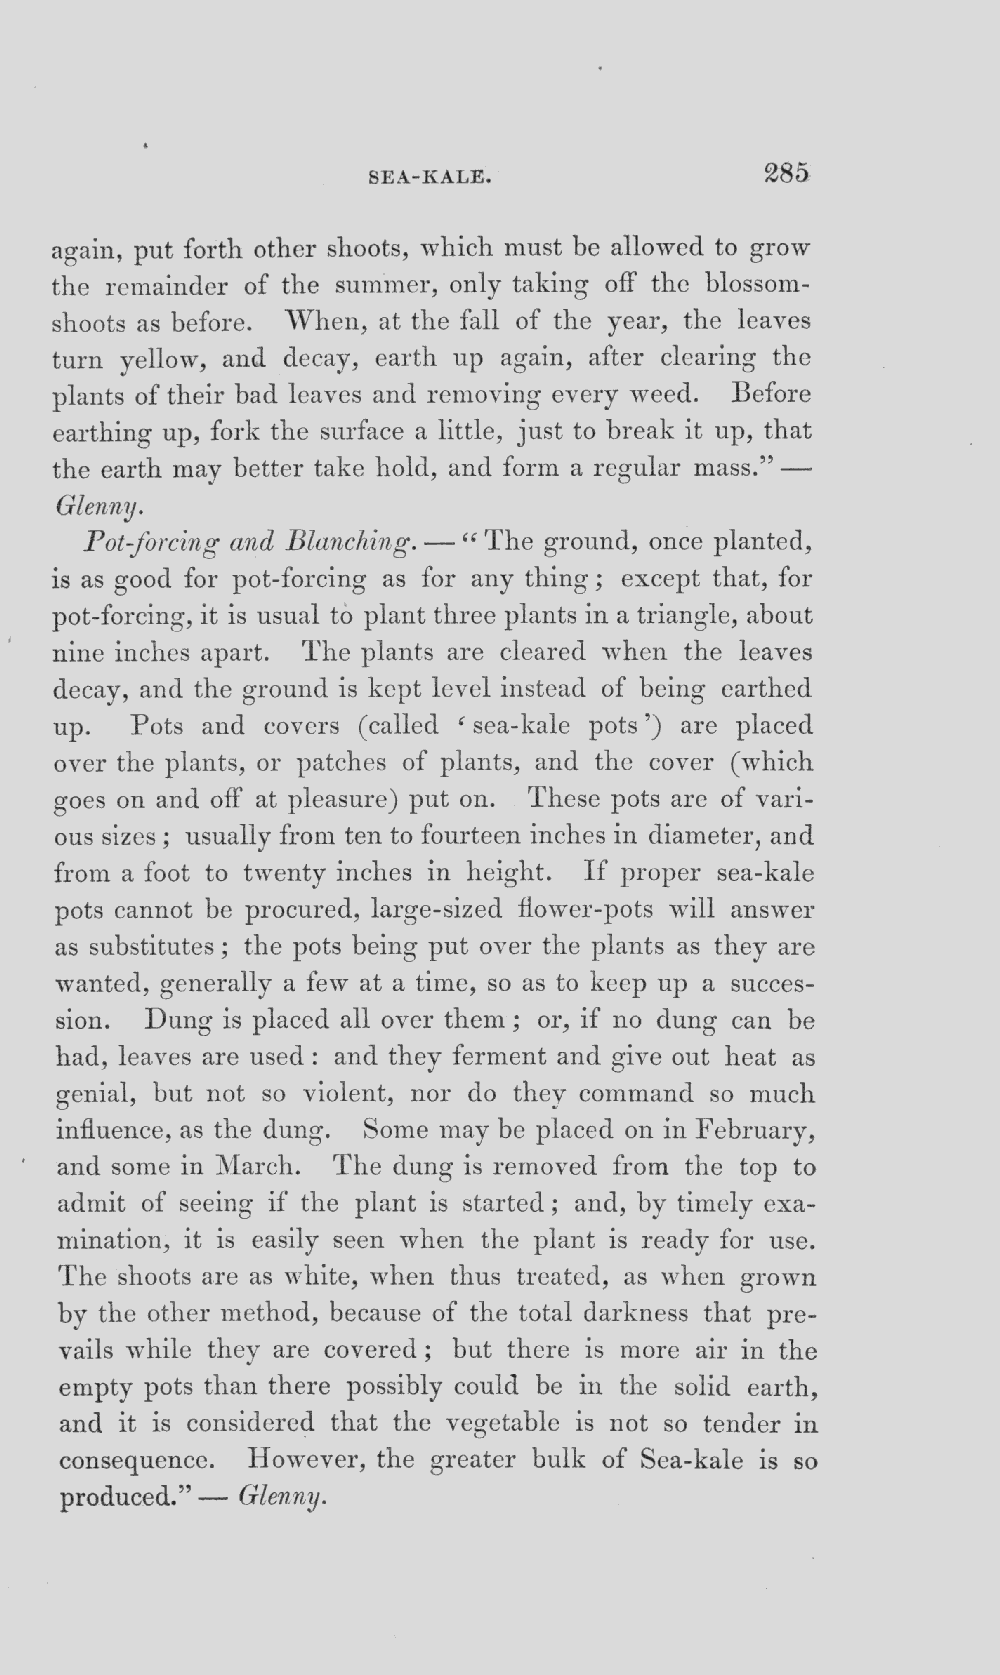 SEA-KALE. 285
again, put forth other shoots, which must be allowed to grow
the remainder of the summer, only taking off the blossom-
shoots as before. When, at the fall of the year, the leaves
turn yellow, and decay, earth up again, after clearing the
plants of their bad leaves and removing every weed. Before
earthing up, fork the surface a little, just to break it up, that
the earth may better take hold, and form a regular mass.” —
Glenny.
Pot-forcing and Blanching. — “ The ground, once planted,
is as good for pot-forcing as for any thing ; except that, for
pot-forcing, it is usual to plant three plants in a triangle, about
nine inches apart. The plants are cleared when the leaves
decay, and the ground is kept level instead of being earthed
up. Pots and covers (called ‘ sea-kale pots ’) are placed
over the plants, or patches of plants, and the cover (which
goes on and off at pleasure) put on. These pots are of vari-
ous sizes ; usually from ten to fourteen inches in diameter, and
from a foot to twenty inches in height. If proper sea-kale
pots cannot be procured, large-sized flower-pots will answer
as substitutes ; the pots being put over the plants as they are
wanted, generally a few at a time, so as to keep up a succes-
sion. Dung is placed all over them ; or, if no dung can be
had, leaves are used : and they ferment and give out heat as
genial, but not so violent, nor do they command so much
influence, as the dung. Some may be placed on in February,
and some in March. The dung is removed from the top to
admit of seeing if the plant is started ; and, by timely exa-
mination, it is easily seen when the plant is ready for use.
The shoots are as white, when thus treated, as when grown
by the other method, because of the total darkness that pre-
vails while they are covered ; but there is more air in the
empty pots than there possibly could be in the solid earth,
and it is considered that the vegetable is not so tender in
consequence. However, the greater bulk of Sea-kale is so
produced.” — Glenny.